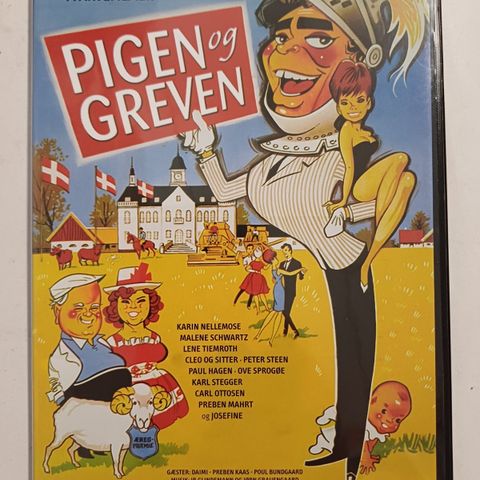 PIGEN og
GREVEN
KARIN NELLEMOSE
MALENE SCHWARTZ
LENE TIEMROTH
CLEO OG SITTER · PETER STEEN
PAUL HAGEN · OVE SPROGØE
KARL STEGGER
CARL OTTOSEN
PREBEN MAHRT
og JOSEFINE
ÆRES-
GÆSTER: DAIMI · PREBEN KAAS · POUL BUNDGAARD